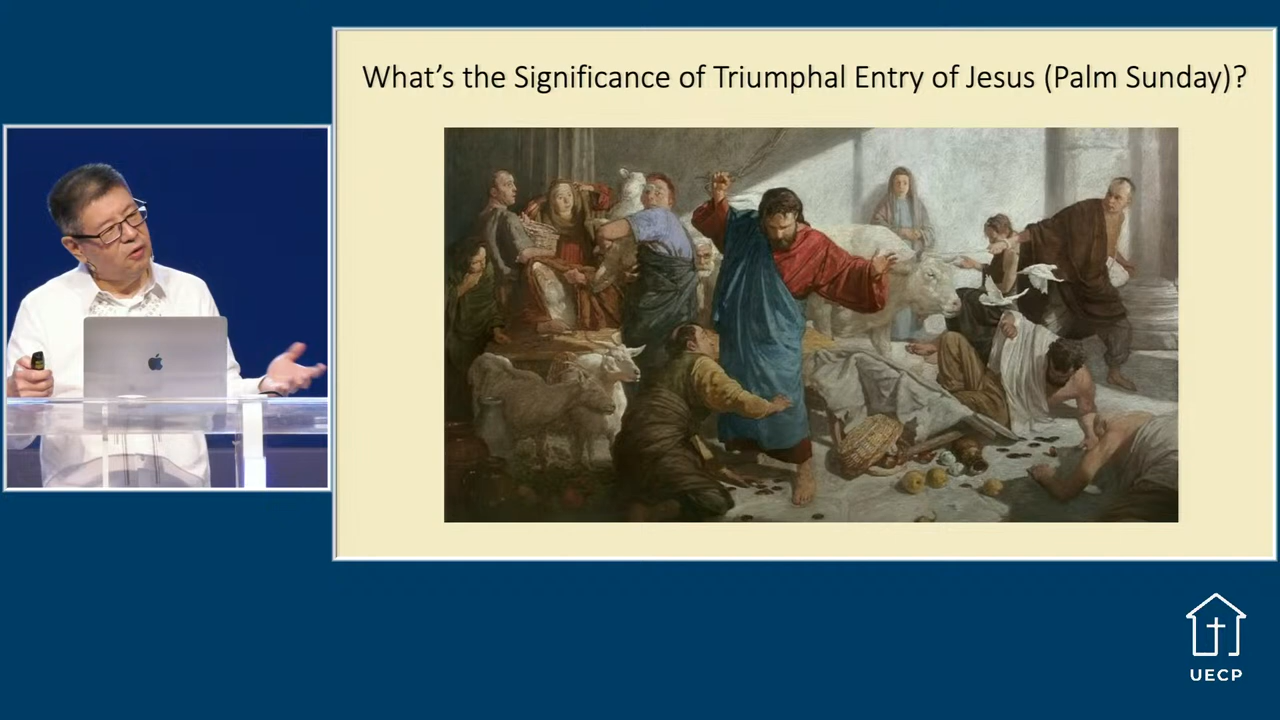 What’s the Significance of Triumphal Entry of Jesus (Palm Sunday)?
UECP